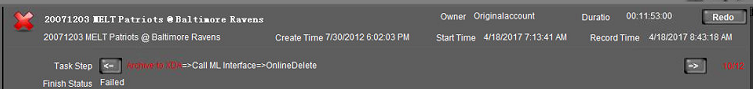 20071203 MELT Patriots @ Baltimore Ravens Owner Originalaccount Duratio 00:11:53:00 Redo
20071203 MELT Patriots @ Baltimore Ravens Create Time 7/30/2012 6:02:03 PM Start Time 4/18/2017 7:13:41 AM Record Time 4/18/2017 8:43:18 AM
Task Step <- Archive to =>Call ML Interface=>OnlineDelete ->
Finish Status Failed